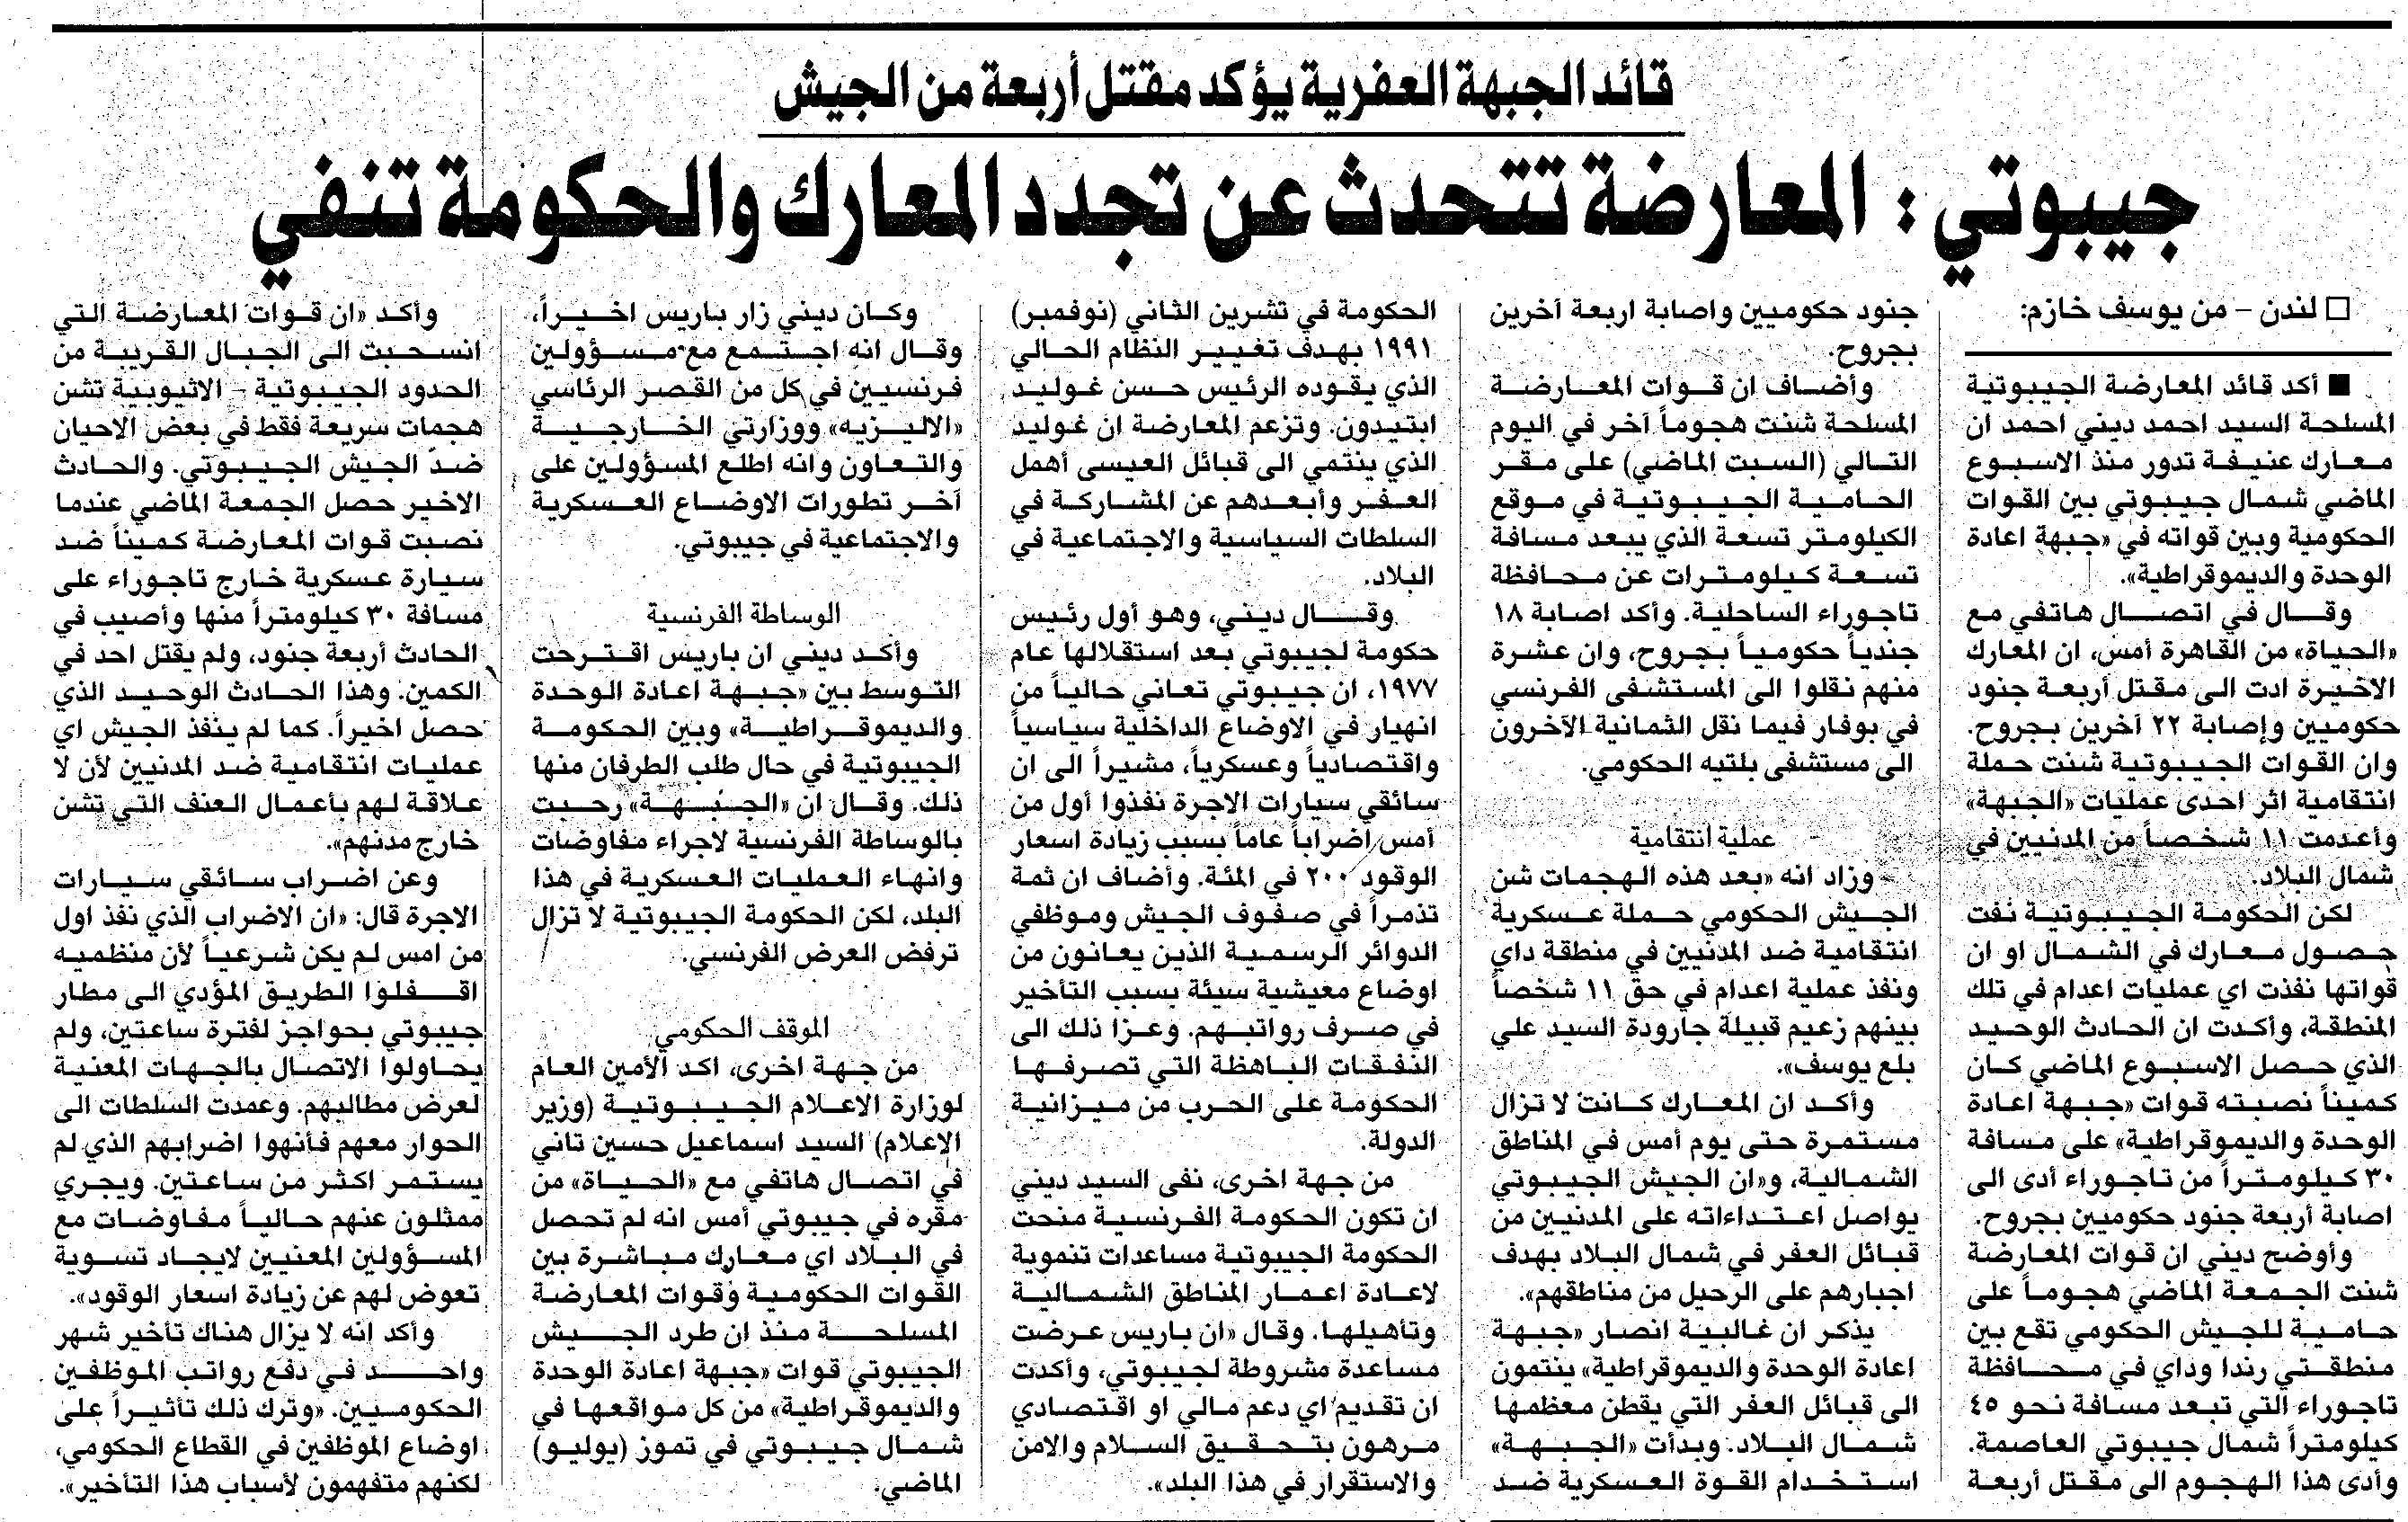 قائد الجبهة العفرية يؤكد مقتل أربعة من الجيش
جيبوتي : المعارضة تتحدث عن تجدد المعارك والحكومة تنفي
□ لندن – من يوسف خازم:
■ أكد قائد المعارضة الجيبوتية
المسلحة السيد احمد ديني احمد ان
معارك عنيفة تدور منذ الاسبوع
الماضي شمال جيبوتي بين القوات
الحكومية وبين قواته في «جبهة اعادة
الوحدة والديموقراطية».
وقال في اتصال هاتفي مع
«الحياة» من القاهرة أمس، ان المعارك
الاخيرة ادت الى مقتل أربعة جنود
حكوميين وإصابة ٢٢ آخرين بجروح.
وان القوات الجيبوتية شنت حملة
انتقامية اثر احدى عمليات «الجبهة»
وأعدمت ١١ شخصاً من المدنيين في
شمال البلاد.
لكن الحكومة الجيبوتية نفت
حصول معارك في الشمال او ان
قواتها نفذت اي عمليات اعدام في تلك
المنطقة، وأكدت ان الحادث الوحيد
الذي حصل الاسبوع الماضي كان
كميناً نصبته قوات «جبهة اعادة
الوحدة والديموقراطية» على مسافة
٣٠ كيلومتراً من تاجوراء أدى الى
اصابة أربعة جنود حكوميين بجروح.
وأوضح ديني ان قوات المعارضة
شنت الجمعة الماضي هجوماً على
حامية للجيش الحكومي تقع بين
منطقتي رندا وداي في محافظة
تاجوراء التي تبعد مسافة نحو ٤٥
كيلومتراً شمال جيبوتي العاصمة.
وأدى هذا الهجوم الى مقتل أربعة
جنود حكوميين واصابة اربعة آخرين
بجروح.
وأضاف ان قوات المعارضة
المسلحة شنت هجوماً آخر في اليوم
التالي (السبت الماضي) على مقر
الحامية الجيبوتية في موقع
الكيلومتر تسعة الذي يبعد مسافة
تسعة كيلومترات عن محافظة
تاجوراء الساحلية. وأكد اصابة ١٨
جندياً حكومياً بجروح، وان عشرة
منهم نقلوا الى المستشفى الفرنسي
في بوفار فيما نقل الثمانية الآخرون
الى مستشفى بلتيه الحكومي.
عملية انتقامية
وزاد انه «بعد هذه الهجمات شن
الجيش الحكومي حملة عسكرية
انتقامية ضد المدنيين في منطقة داي
ونفذ عملية اعدام في حق ١١ شخصاً
بينهم زعيم قبيلة جارودة السيد علي
بلع يوسف».
وأكد ان المعارك كانت لا تزال
مستمرة حتى يوم أمس في المناطق
الشمالية، و«ان الجيش الجيبوتي
يواصل اعتداءاته على المدنيين من
قبائل العفر في شمال البلاد بهدف
اجبارهم على الرحيل من مناطقهم».
يذكر ان غالبية انصار «جبهة
اعادة الوحدة والديموقراطية» ينتمون
الى قبائل العفر التي يقطن معظمها
شمال البلاد. وبدأت «الجبهة»
استخدام القوة العسكرية ضد
الحكومة في تشرين الثاني (نوفمبر)
١٩٩١ بهدف تغيير النظام الحالي
الذي يقوده الرئيس حسن غوليد
ابتيدون. وتزعم المعارضة ان غوليد
الذي ينتمي الى قبائل العيسى أهمل
العفر وأبعدهم عن المشاركة في
السلطات السياسية والاجتماعية في
البلاد.
وقال ديني، وهو أول رئيس
حكومة لجيبوتي بعد استقلالها عام
١٩٧٧، ان جيبوتي تعاني حالياً من
انهيار في الاوضاع الداخلية سياسياً
واقتصادياً وعسكرياً، مشيراً الى ان
سائقي سيارات الاجرة نفذوا أول من
أمس اضراباً عاماً بسبب زيادة اسعار
الوقود ٢٠٠ في المئة. وأضاف ان ثمة
تذمراً في صفوف الجيش وموظفي
الدوائر الرسمية الذين يعانون من
اوضاع معيشية سيئة بسبب التأخير
في صرف رواتبهم. وعزا ذلك الى
النفقات الباهظة التي تصرفها
الحكومة على الحرب من ميزانية
الدولة.
من جهة اخرى، نفى السيد ديني
ان تكون الحكومة الفرنسية منحت
الحكومة الجيبوتية مساعدات تنموية
لاعادة اعمار المناطق الشمالية
وتأهيلها. وقال «ان باريس عرضت
مساعدة مشروطة لجيبوتي، وأكدت
ان تقديم اي دعم مالي او اقتصادي
مرهون بتحقيق السلام والامن
والاستقرار في هذا البلد».
وكان ديني زار باريس اخيراً،
وقال انه اجتمع مع مسؤولين
فرنسيين في كل من القصر الرئاسي
«الاليزيه» ووزارتي الخارجية
والتعاون وانه اطلع المسؤولين على
آخر تطورات الاوضاع العسكرية
والاجتماعية في جيبوتي.
الوساطة الفرنسية
وأكد ديني ان باريس اقترحت
التوسط بين «جبهة اعادة الوحدة
والديموقراطية» وبين الحكومة
الجيبوتية في حال طلب الطرفان منها
ذلك. وقال ان «الجبهة» رحبت
بالوساطة الفرنسية لاجراء مفاوضات
وانهاء العمليات العسكرية في هذا
البلد، لكن الحكومة الجيبوتية لا تزال
ترفض العرض الفرنسي.
الموقف الحكومي
من جهة اخرى، اكد الأمين العام
لوزارة الاعلام الجيبوتية (وزير
الإعلام) السيد اسماعيل حسين تاني
في اتصال هاتفي مع «الحياة» من
مقره في جيبوتي أمس انه لم تحصل
في البلاد اي معارك مباشرة بين
القوات الحكومية وقوات المعارضة
المسلحة منذ ان طرد الجيش
الجيبوتي قوات «جبهة اعادة الوحدة
والديموقراطية» من كل مواقعها في
شمال جيبوتي في تموز (يوليو)
الماضي.
وأكد «ان قوات المعارضة التي
انسحبت الى الجبال القريبة من
الحدود الجيبوتية – الاثيوبية تشن
هجمات سريعة فقط في بعض الاحيان
ضدّ الجيش الجيبوتي. والحادث
الاخير حصل الجمعة الماضي عندما
نصبت قوات المعارضة كميناً ضد
سيارة عسكرية خارج تاجوراء على
مسافة ٣٠ كيلومتراً منها وأصيب في
الحادث أربعة جنود، ولم يقتل احد في
الكمين. وهذا الحادث الوحيد الذي
حصل اخيراً. كما لم ينفذ الجيش اي
عمليات انتقامية ضد المدنيين لأن لا
علاقة لهم بأعمال العنف التي تشن
خارج مدنهم».
وعن اضراب سائقي سيارات
الاجرة قال: «ان الاضراب الذي نفذ اول
من امس لم يكن شرعياً لأن منظميه
اقفلوا الطريق المؤدي الى مطار
جيبوتي بحواجز لفترة ساعتين، ولم
يحاولوا الاتصال بالجهات المعنية
لعرض مطالبهم. وعمدت السلطات الى
الحوار معهم فأنهوا اضرابهم الذي لم
يستمر اكثر من ساعتين. ويجري
ممثلون عنهم حالياً مفاوضات مع
المسؤولين المعنيين لايجاد تسوية
تعوض لهم عن زيادة اسعار الوقود».
وأكد إنه لا يزال هناك تأخير شهر
واحد في دفع رواتب الموظفين
الحكوميين. «وترك ذلك تأثيراً على
اوضاع الموظفين في القطاع الحكومي،
لكنهم متفهمون لأسباب هذا التأخير».